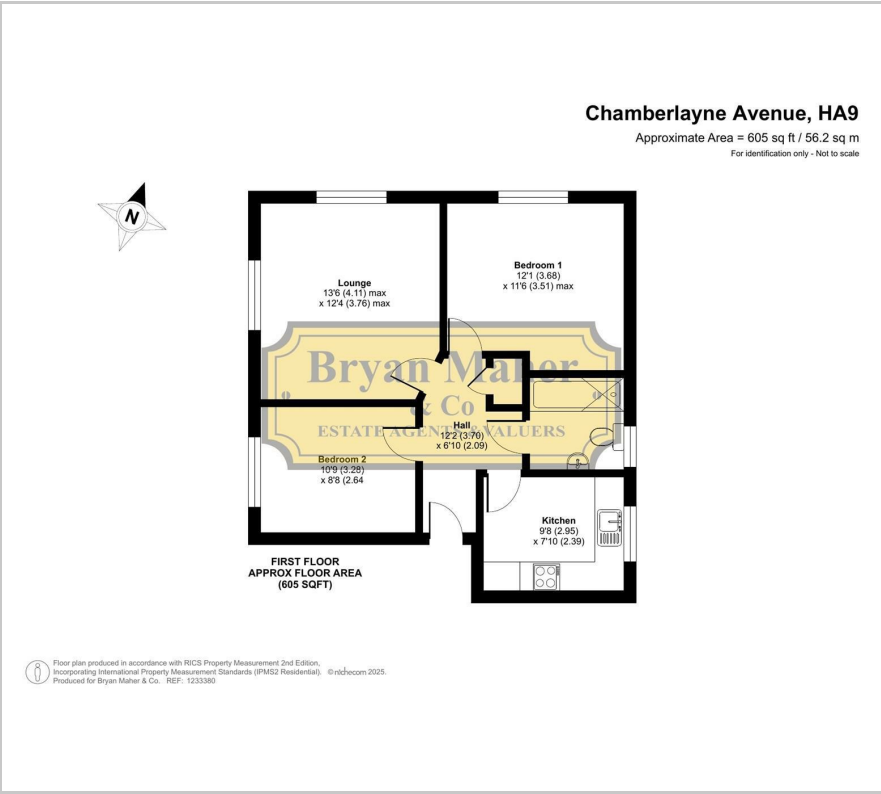 Chamberlayne Avenue, HA9
Approximate Area = 605 sq ft / 56.2 sq m
For identification only - Not to scale
N
Lounge
13'6 (4.11) max
x 12'4 (3.76) max
Bedroom 1
12'1 (3.68)
x 11'6 (3.51) max
Bryan Maher
& Co
ESTATE AGENTS & VALUERS
Hall
12'2 (3.70)
x 6'10 (2.09)
Bedroom 2
10'9 (3.28)
x 8'8 (2.64
Kitchen
9'8 (2.95)
x 7'10 (2.39)
FIRST FLOOR
APPROX FLOOR AREA
(605 SQFT)
Floor plan produced in accordance with RICS Property Measurement 2nd Edition,
Incorporating International Property Measurement Standards (IPMS2 Residential). © nichecom 2025.
Produced for Bryan Maher & Co. REF: 1233380